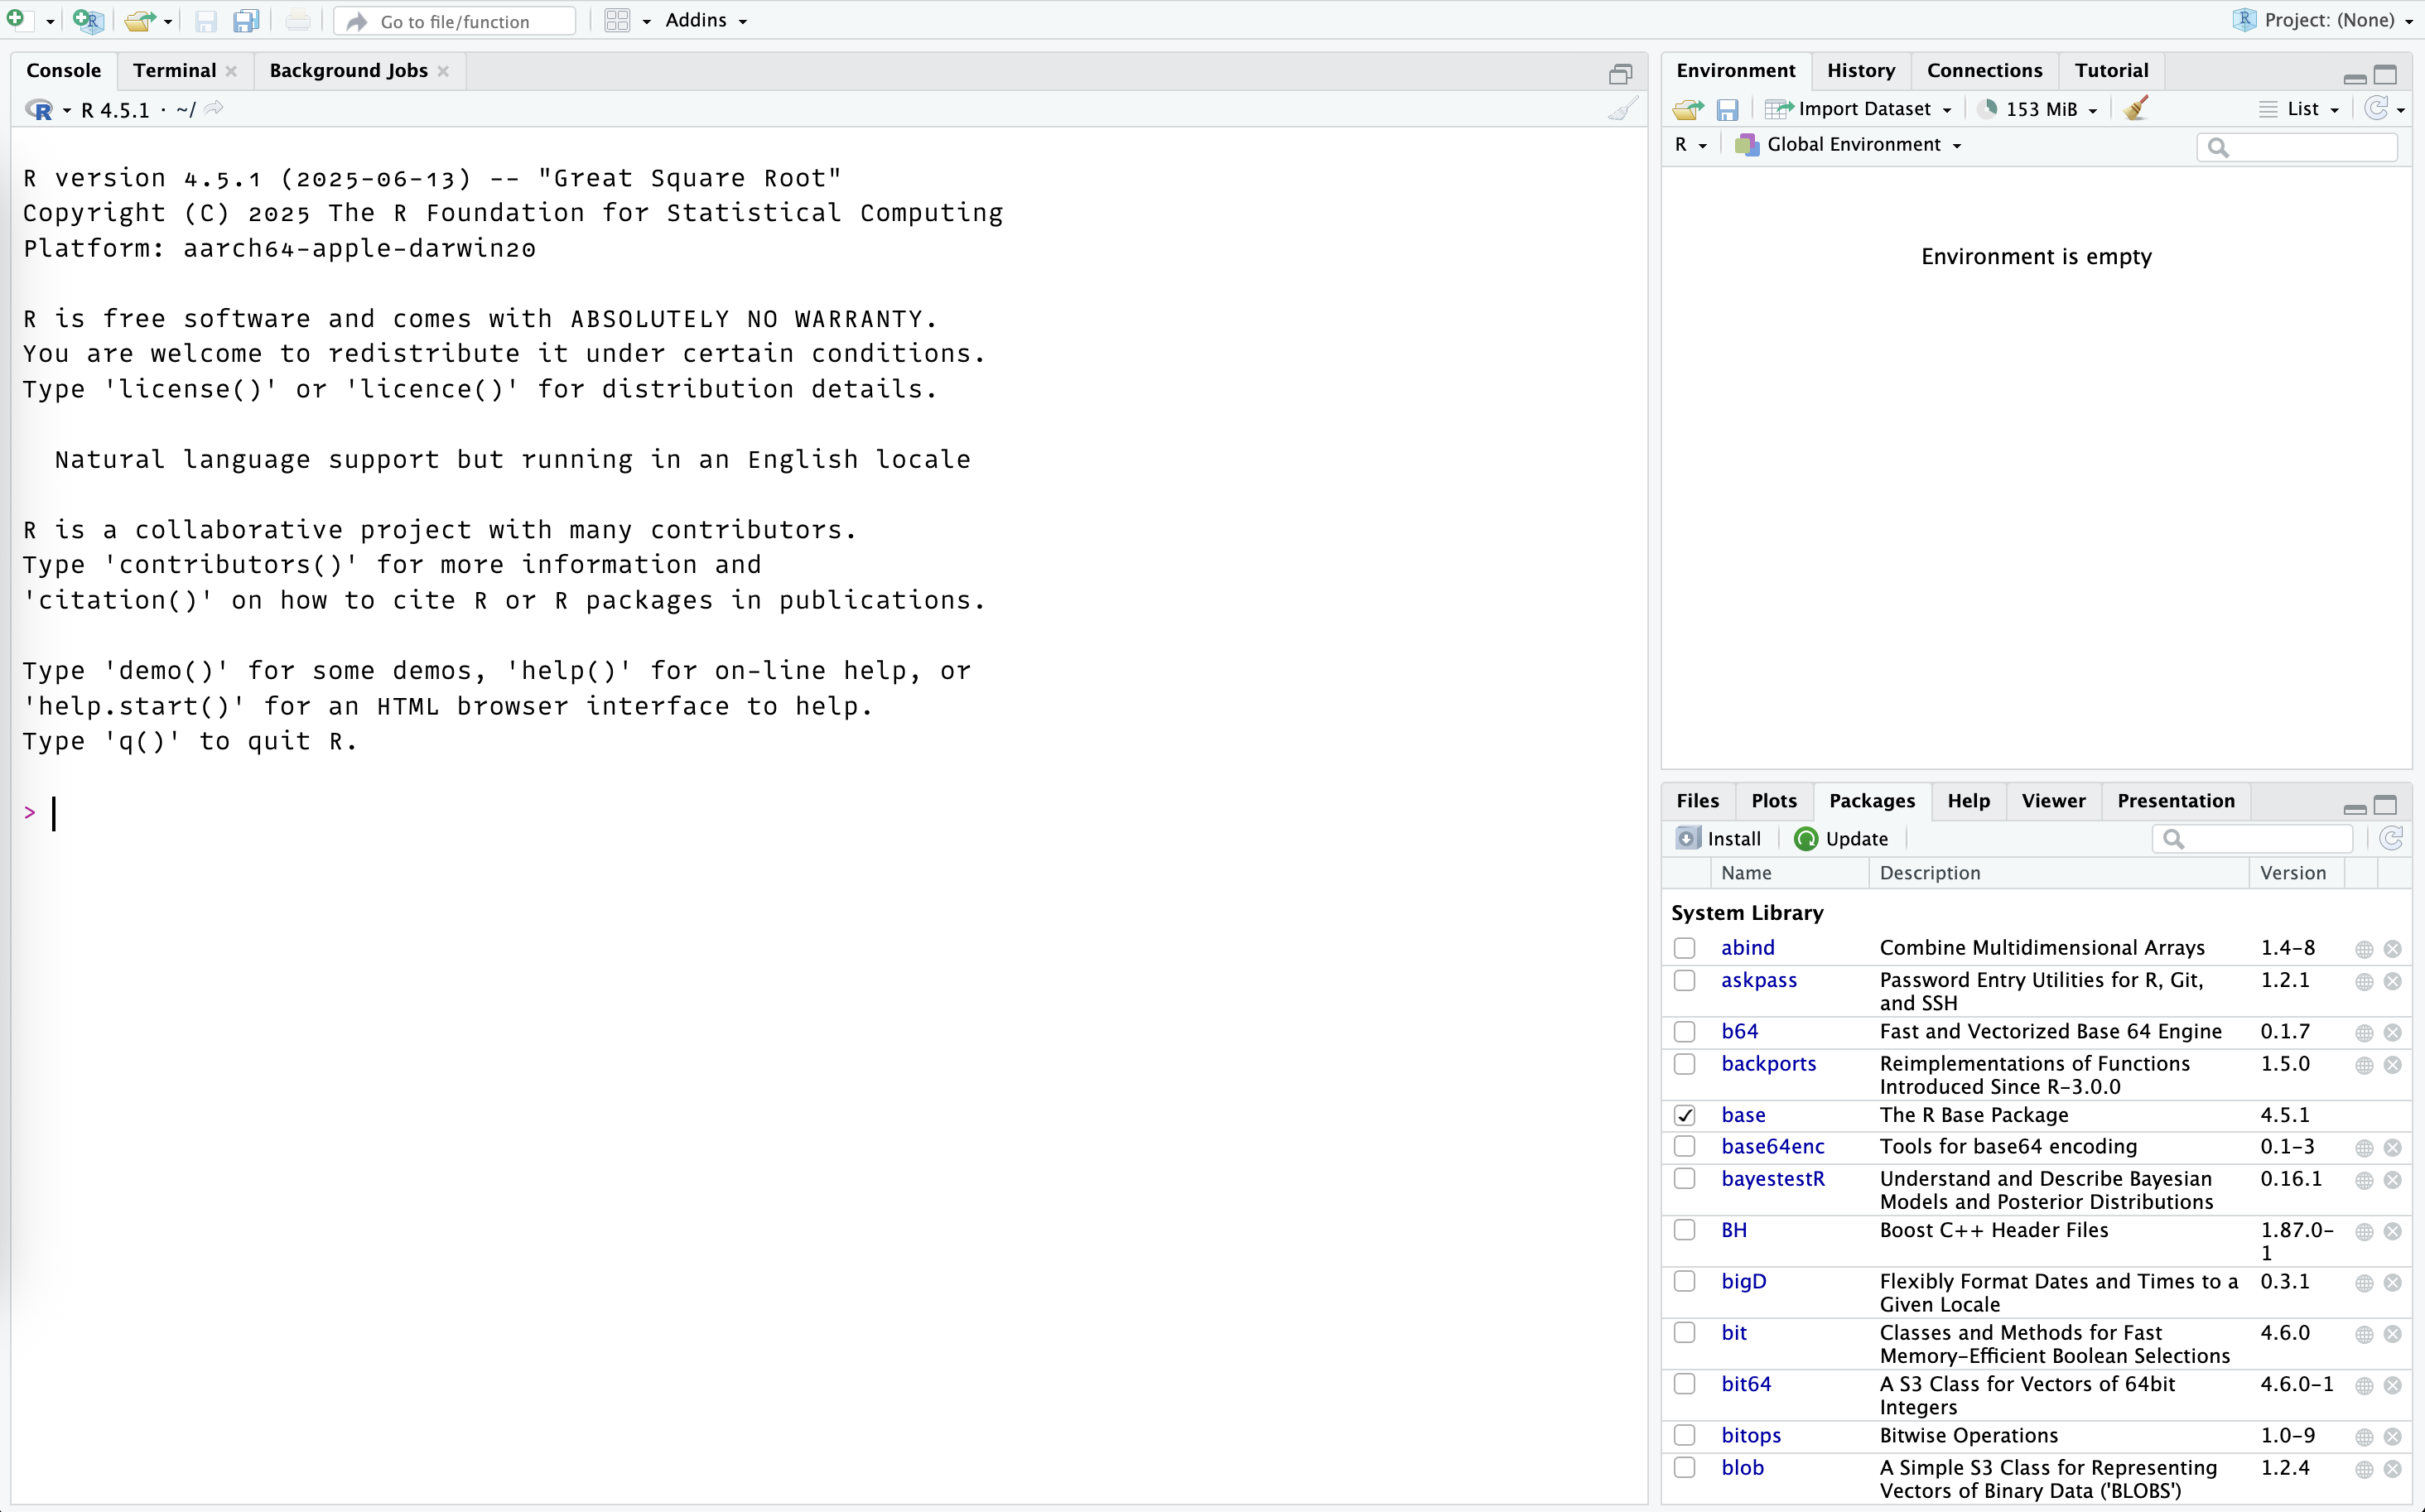 Go to file/function
Addins
Project: (None)
Console
Terminal
Background Jobs
R 4.5.1 · ~/
R version 4.5.1 (2025-06-13) -- "Great Square Root"
Copyright (C) 2025 The R Foundation for Statistical Computing
Platform: aarch64-apple-darwin20
R is free software and comes with ABSOLUTELY NO WARRANTY.
You are welcome to redistribute it under certain conditions.
Type 'license()' or 'licence()' for distribution details.
Natural language support but running in an English locale
R is a collaborative project with many contributors.
Type 'contributors()' for more information and
'citation()' on how to cite R or R packages in publications.
Type 'demo()' for some demos, 'help()' for on-line help, or
'help.start()' for an HTML browser interface to help.
Type 'q()' to quit R.
>
Environment History Connections Tutorial
Import Dataset 153 MiB List
R Global Environment
Environment is empty
Files Plots Packages Help Viewer Presentation
Install Update
Name Description Version
System Library
abind Combine Multidimensional Arrays 1.4-8
askpass Password Entry Utilities for R, Git, 1.2.1
and SSH
b64 Fast and Vectorized Base 64 Engine 0.1.7
backports Reimplementations of Functions 1.5.0
Introduced Since R-3.0.0
base The R Base Package 4.5.1
base64enc Tools for base64 encoding 0.1-3
bayestestR Understand and Describe Bayesian 0.16.1
Models and Posterior Distributions
BH Boost C++ Header Files 1.87.0-
1
bigD Flexibly Format Dates and Times to a 0.3.1
Given Locale
bit Classes and Methods for Fast 4.6.0
Memory-Efficient Boolean Selections
bit64 A S3 Class for Vectors of 64bit 4.6.0-1
Integers
bitops Bitwise Operations 1.0-9
blob A Simple S3 Class for Representing 1.2.4
Vectors of Binary Data ('BLOBS')